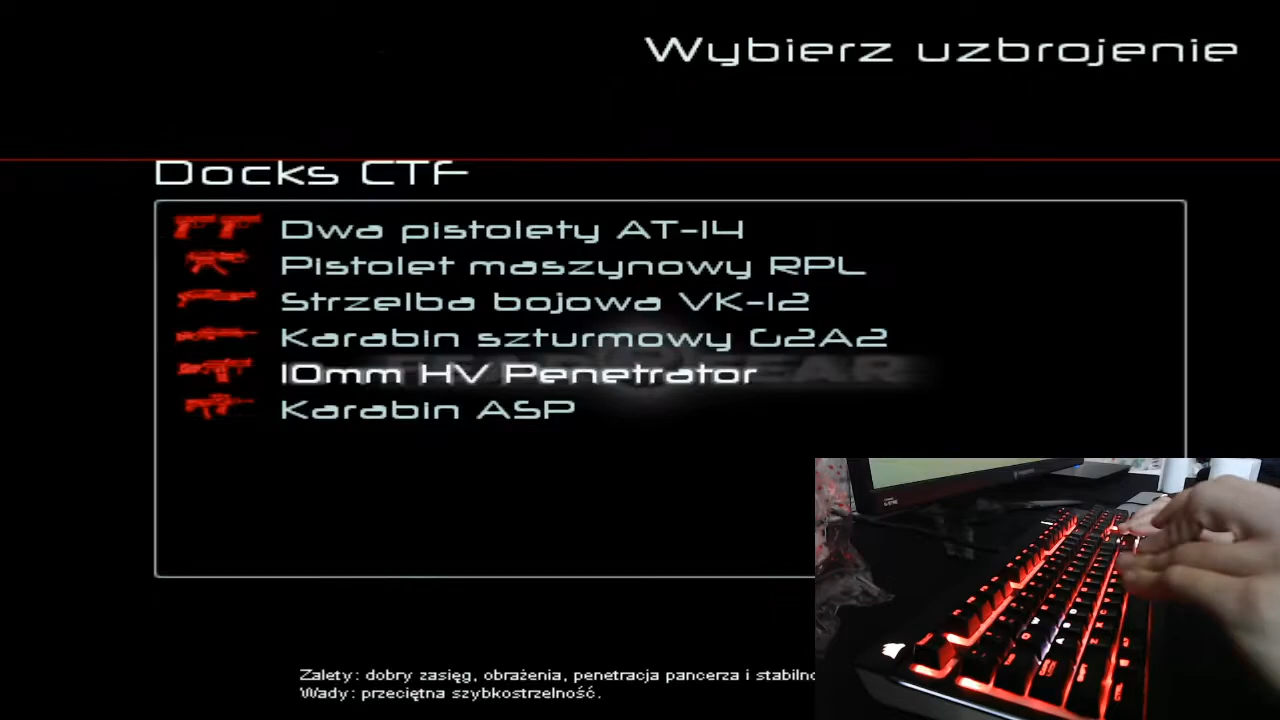 Wybierz uzbrojenie
Docks CTF
Dwa pistolety AT-14
Pistolet maszynowy RPL
Strzelba bojowa VK-12
Karabin szturmowy G2A2
10mm HV Penetrator
Karabin ASP
Zalety: dobry zasięg, obrażenia, penetracja pancerza i
Wady: przeciętna szybkostrzelność.